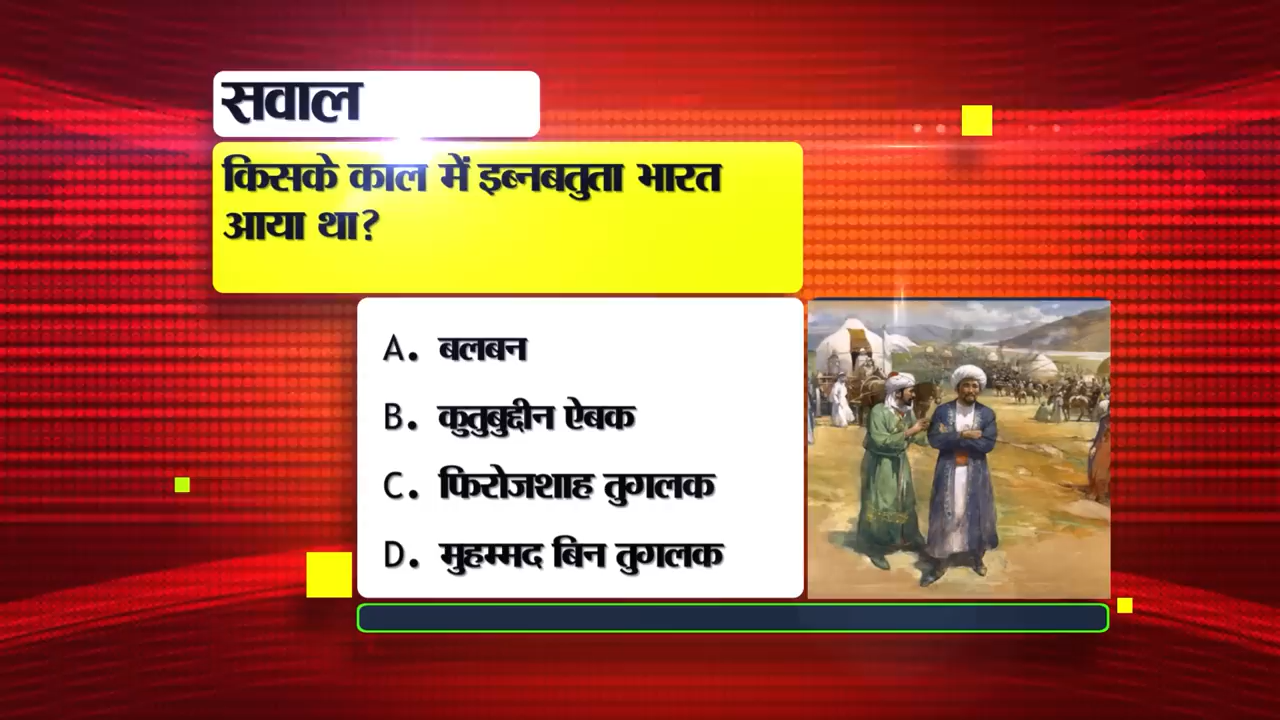 सवाल
किसके काल में इब्नबतुता भारत
आया था?
A. बलबन
B. कुतुबुद्दीन ऐबक
C. फिरोजशाह तुगलक
D. मुहम्मद बिन तुगलक